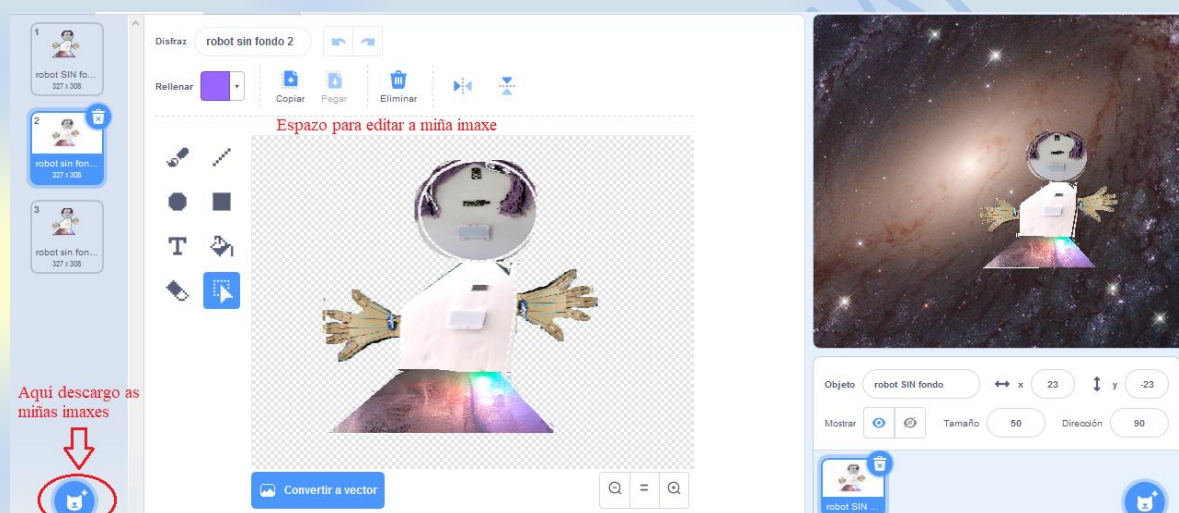 1
robot SIN fo...
327 x 308
2
robot sin fon...
327 x 308
3
robot sin fon...
327 x 308
Aquí descargo as
miñas imaxes
Disfraz robot sin fondo 2
Rellenar Copiar Pegar Eliminar
Espazo para editar a miña imaxe
T
Convertir a vector
=
Objeto robot SIN fondo x 23 y -23
Mostrar Tamaño 50 Dirección 90
robot SIN ...